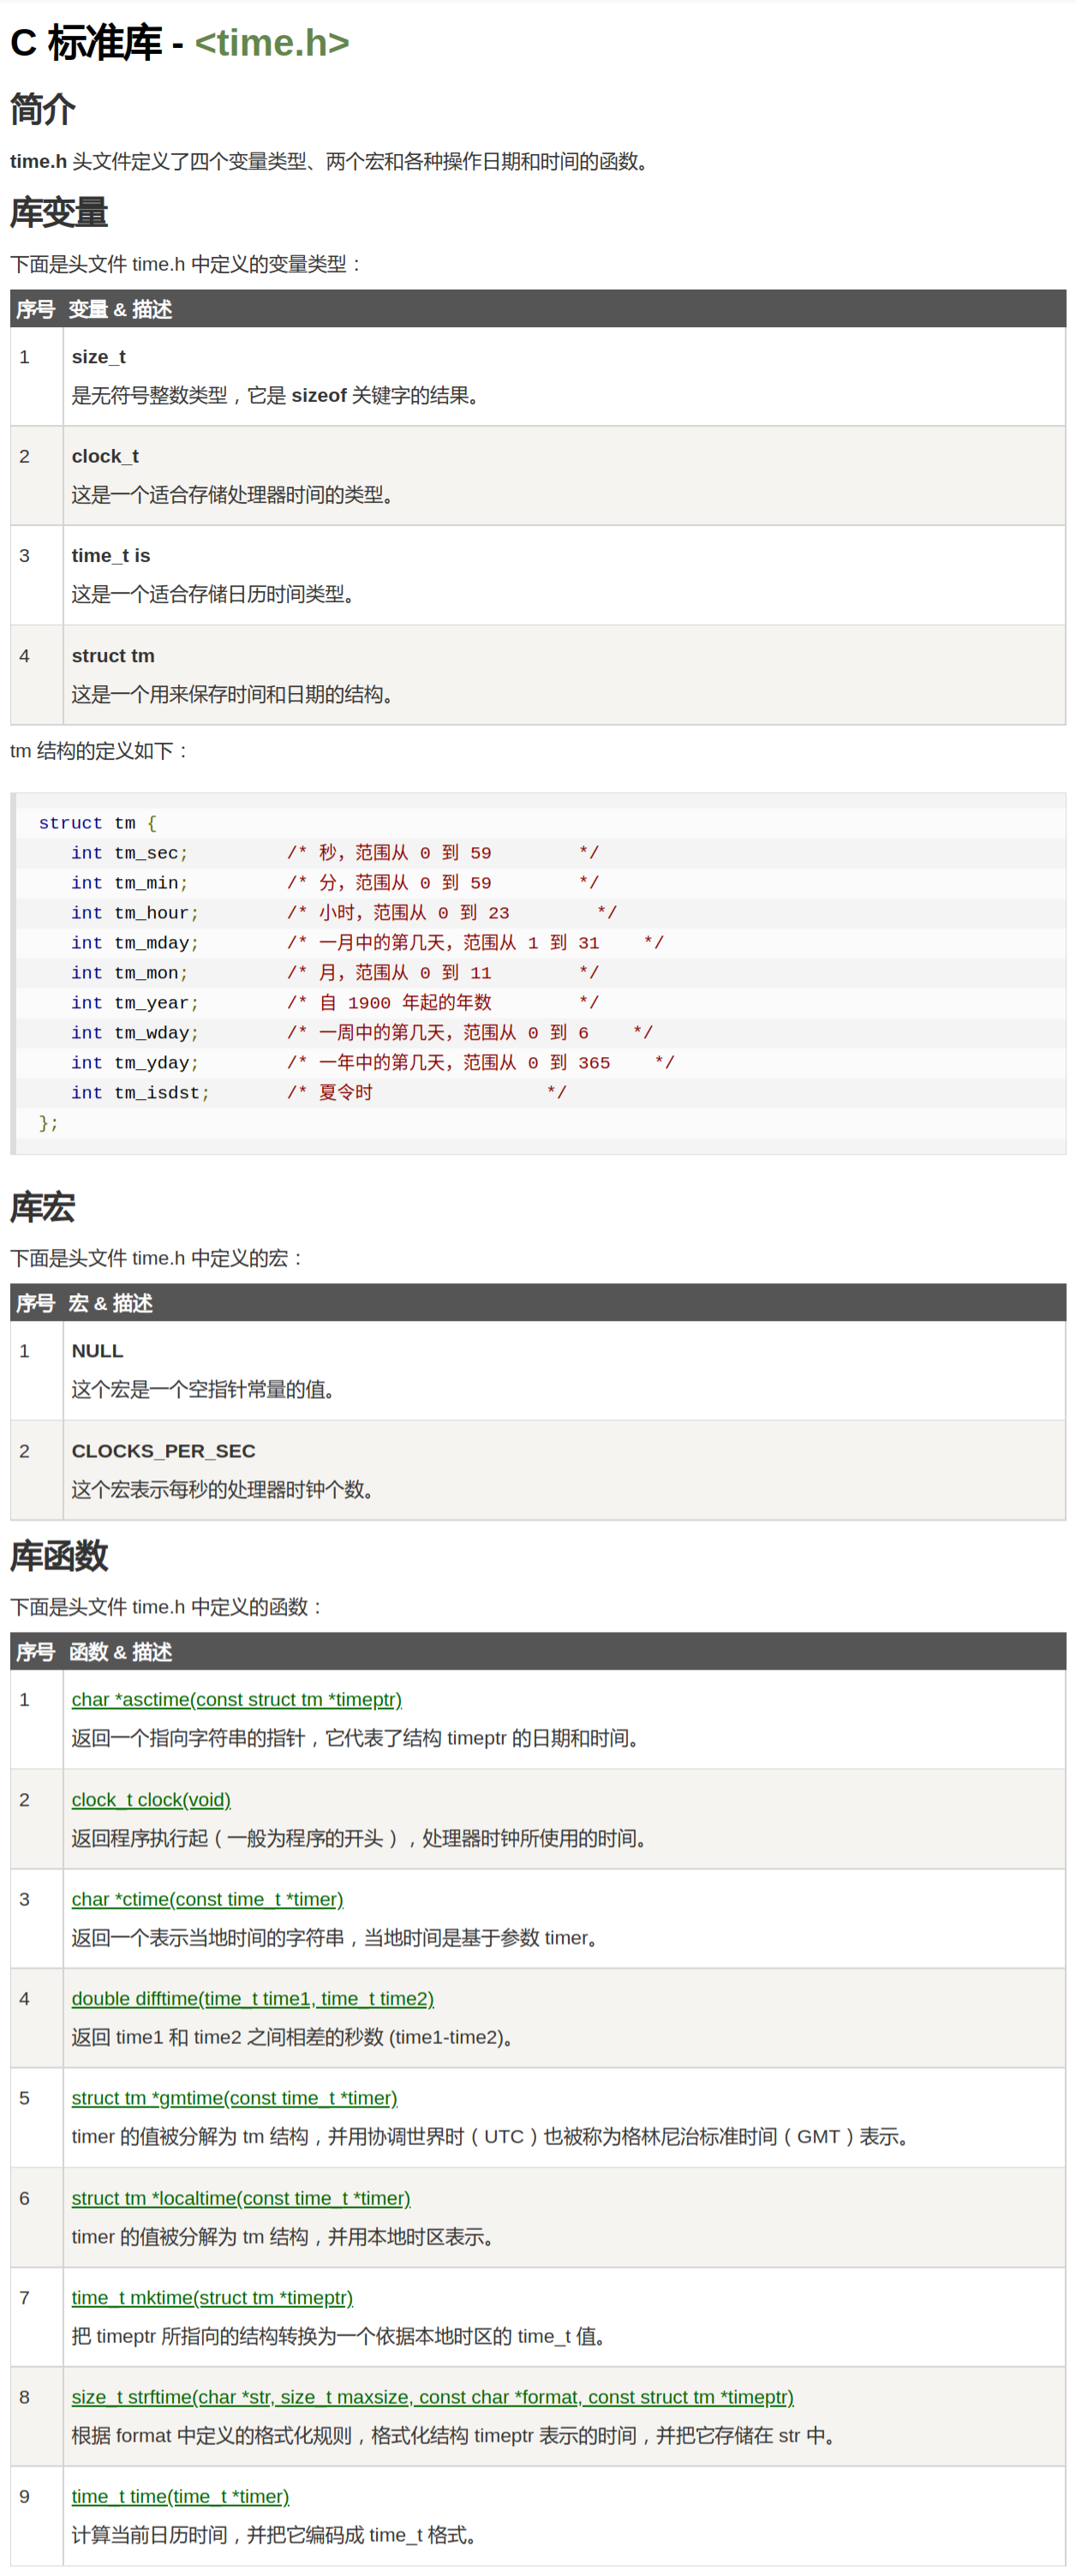 C 标准库 - <time.h>
简介
time.h 头文件定义了四个变量类型、两个宏和各种操作日期和时间的函数。
库变量
下面是头文件 time.h 中定义的变量类型：
序号 变量 & 描述
1 size_t
是无符号整数类型，它是 sizeof 关键字的结果。
2 clock_t
这是一个适合存储处理器时间的类型。
3 time_t is
这是一个适合存储日历时间类型。
4 struct tm
这是一个用来保存时间和日期的结构。
tm 结构的定义如下：
struct tm {
   int tm_sec;         /* 秒，范围从 0 到 59        */
   int tm_min;         /* 分，范围从 0 到 59        */
   int tm_hour;        /* 小时，范围从 0 到 23        */
   int tm_mday;        /* 一月中的第几天，范围从 1 到 31    */
   int tm_mon;         /* 月，范围从 0 到 11        */
   int tm_year;        /* 自 1900 年起的年数        */
   int tm_wday;        /* 一周中的第几天，范围从 0 到 6    */
   int tm_yday;        /* 一年中的第几天，范围从 0 到 365    */
   int tm_isdst;       /* 夏令时                */
};
库宏
下面是头文件 time.h 中定义的宏：
序号 宏 & 描述
1 NULL
这个宏是一个空指针常量的值。
2 CLOCKS_PER_SEC
这个宏表示每秒的处理器时钟个数。
库函数
下面是头文件 time.h 中定义的函数：
序号 函数 & 描述
1 char *asctime(const struct tm *timeptr)
返回一个指向字符串的指针，它代表了结构 timeptr 的日期和时间。
2 clock_t clock(void)
返回程序执行起（一般为程序的开头），处理器时钟所使用的时间。
3 char *ctime(const time_t *timer)
返回一个表示当地时间的字符串，当地时间是基于参数 timer。
4 double difftime(time_t time1, time_t time2)
返回 time1 和 time2 之间相差的秒数 (time1-time2)。
5 struct tm *gmtime(const time_t *timer)
timer 的值被分解为 tm 结构，并用协调世界时（UTC）也被称为格林尼治标准时间（GMT）表示。
6 struct tm *localtime(const time_t *timer)
timer 的值被分解为 tm 结构，并用本地时区表示。
7 time_t mktime(struct tm *timeptr)
把 timeptr 所指向的结构转换为一个依据本地时区的 time_t 值。
8 size_t strftime(char *str, size_t maxsize, const char *format, const struct tm *timeptr)
根据 format 中定义的格式化规则，格式化结构 timeptr 表示的时间，并把它存储在 str 中。
9 time_t time(time_t *timer)
计算当前日历时间，并把它编码成 time_t 格式。